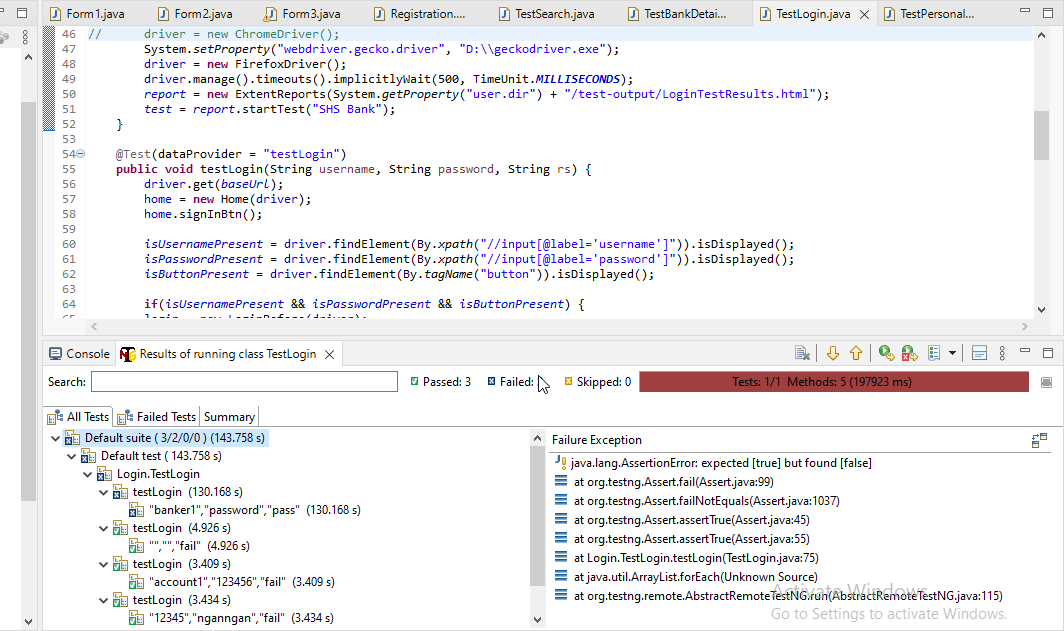 Form1.java Form2.java Form3.java Registration.... TestSearch.java TestBankDetai... TestLogin.java TestPersonal...
46 // driver = new ChromeDriver();
47 System.setProperty("webdriver.gecko.driver", "D:\\geckodriver.exe");
48 driver = new FirefoxDriver();
49 driver.manage().timeouts().implicitlyWait(500, TimeUnit.MILLISECONDS);
50 report = new ExtentReports(System.getProperty("user.dir") + "/test-output/LoginTestResults.html");
51 test = report.startTest("SHS Bank");
52 }
53
54 @Test(dataProvider = "testLogin")
55 public void testLogin(String username, String password, String rs) {
56 driver.get(baseUrl);
57 home = new Home(driver);
58 home.signInBtn();
59
60 isUsernamePresent = driver.findElement(By.xpath("//input[@label='username']")).isDisplayed();
61 isPasswordPresent = driver.findElement(By.xpath("//input[@label='password']")).isDisplayed();
62 isButtonPresent = driver.findElement(By.tagName("button")).isDisplayed();
63
64 if(isUsernamePresent && isPasswordPresent && isButtonPresent) {
Console Results of running class TestLogin
Search: Passed: 3 Failed: Skipped: 0 Tests: 1/1 Methods: 5 (197923 ms)
All Tests Failed Tests Summary
Default suite ( 3/2/0/0 ) (143.758 s)
Default test ( 143.758 s)
Login.TestLogin
testLogin (130.168 s)
"banker1","password","pass" (130.168 s)
testLogin (4.926 s)
"","","fail" (4.926 s)
testLogin (3.409 s)
"account1","123456","fail" (3.409 s)
testLogin (3.434 s)
"12345","nganngan","fail" (3.434 s)
Failure Exception
java.lang.AssertionError: expected [true] but found [false]
at org.testng.Assert.fail(Assert.java:99)
at org.testng.Assert.failNotEquals(Assert.java:1037)
at org.testng.Assert.assertTrue(Assert.java:45)
at org.testng.Assert.assertTrue(Assert.java:55)
at Login.TestLogin.testLogin(TestLogin.java:75)
at java.util.ArrayList.forEach(Unknown Source)
at org.testng.remote.AbstractRemoteTestNG.run(AbstractRemoteTestNG.java:115)
Activate Windows
Go to Settings to activate Windows.